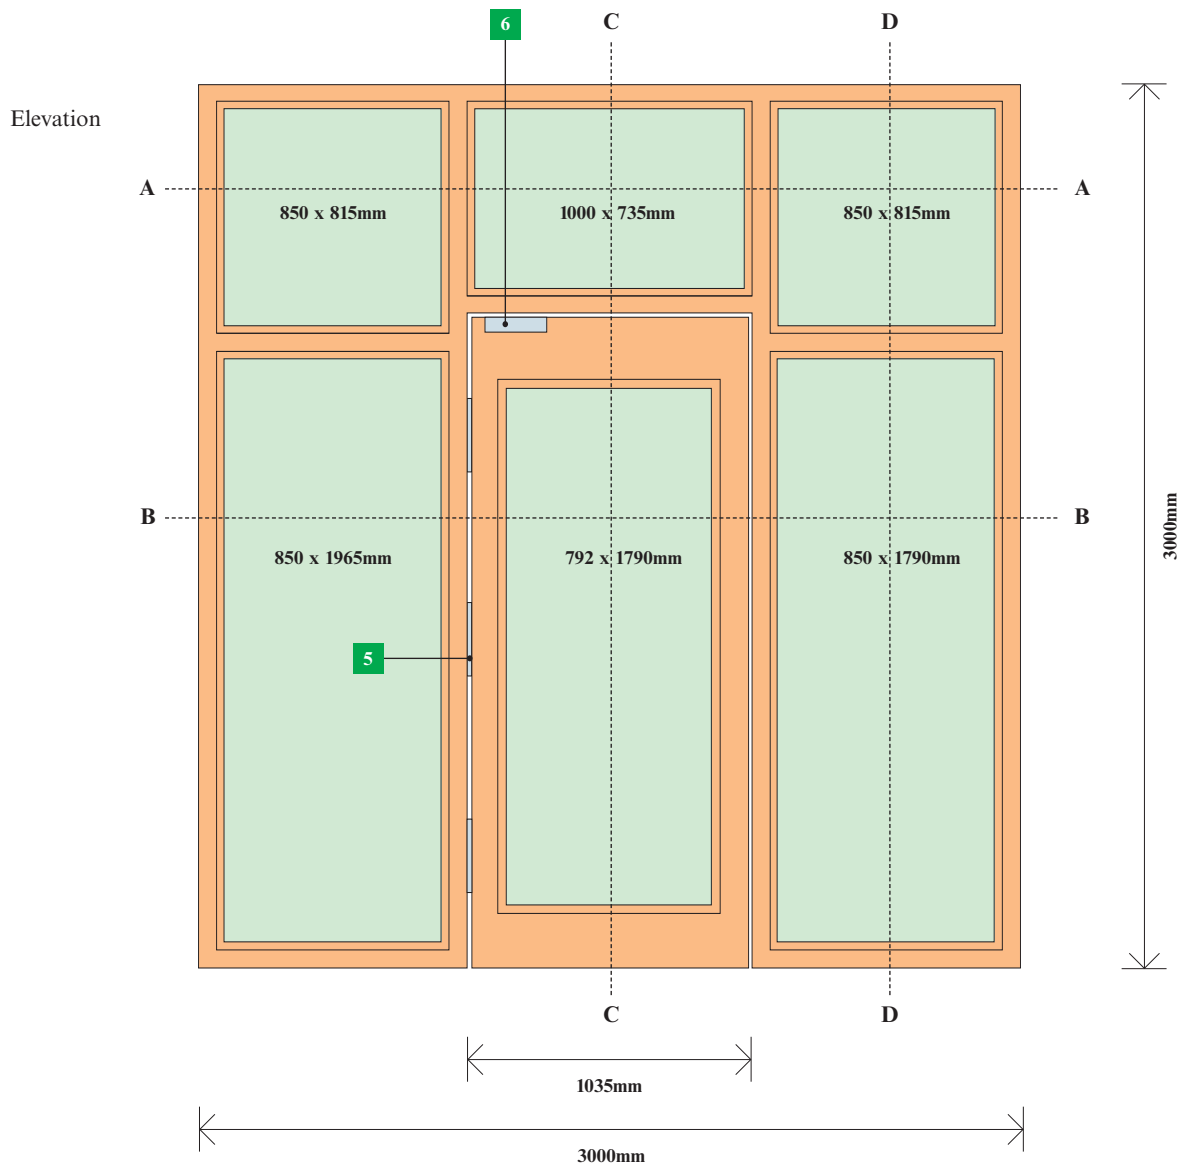 6
C
D
Elevation
A
A
850 x 815mm
1000 x 735mm
850 x 815mm
B
B
850 x 1965mm
792 x 1790mm
850 x 1790mm
3000mm
5
C
D
1035mm
3000mm